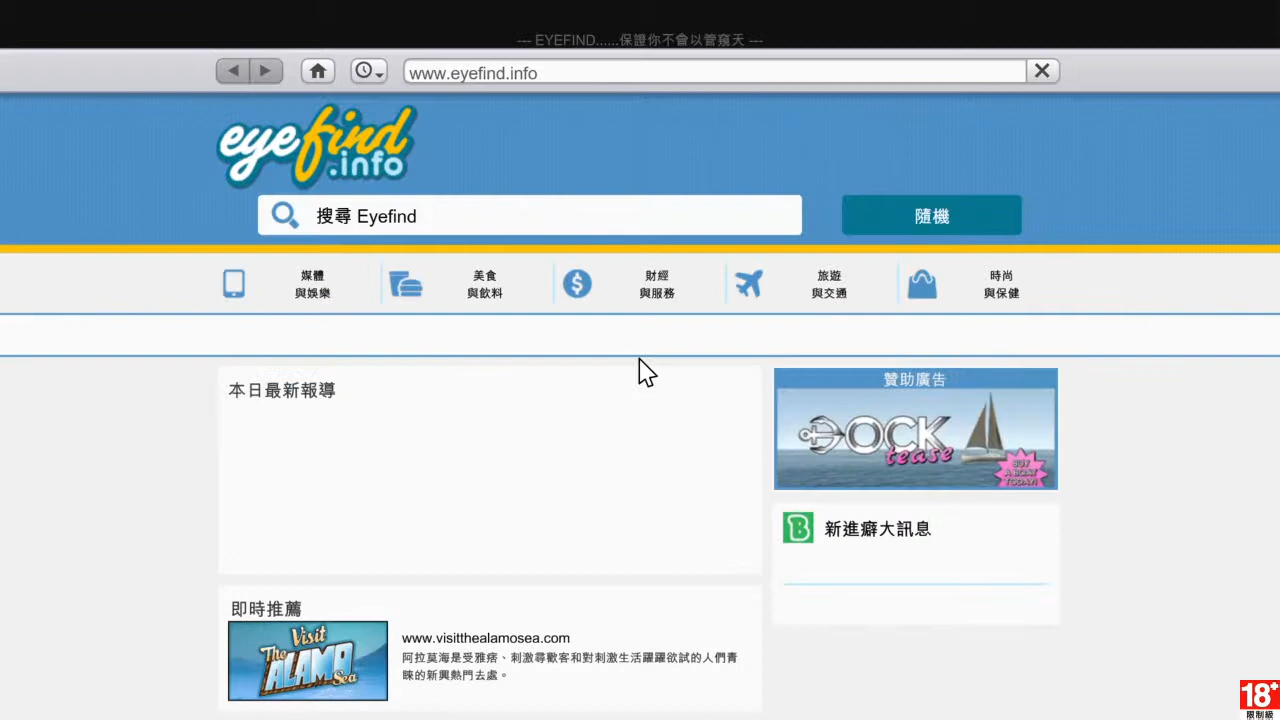 --- EYEFIND......保證你不會以管窺天 ---
www.eyefind.info
eyefind
.info
搜尋 Eyefind
隨機
媒體
與娛樂
美食
與飲料
財經
與服務
旅遊
與交通
時尚
與保健
本日最新報導
贊助廣告
DOCK
tease
BUY
A BOAT
TODAY!
新進癖大訊息
即時推薦
Visit
The
ALAMO
Sea
www.visitthealamosea.com
阿拉莫海是受雅痞、刺激尋歡客和對刺激生活躍躍欲試的人們青
睞的新興熱門去處。
18+
限制級